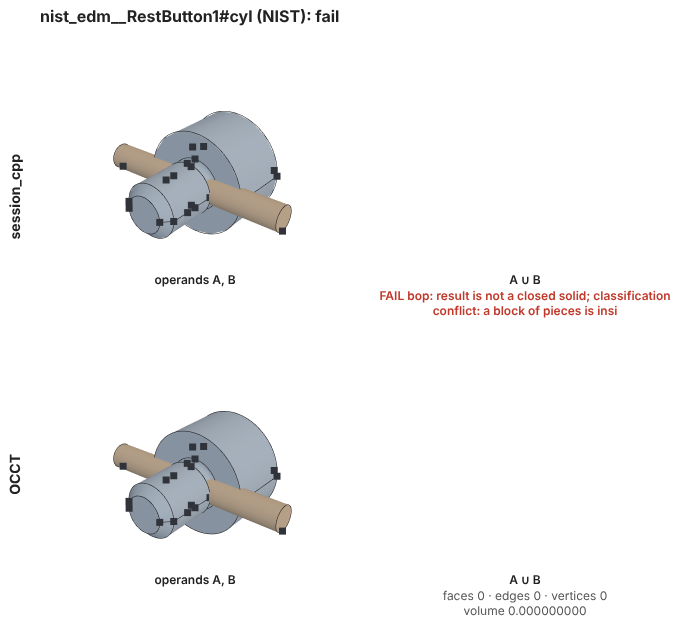 nist_edm__RestButton1#cyl (NIST): fail
session_cpp
operands A, B
A ∪ B
FAIL bop: result is not a closed solid; classification
conflict: a block of pieces is insi
OCCT
operands A, B
A ∪ B
faces 0 · edges 0 · vertices 0
volume 0.000000000